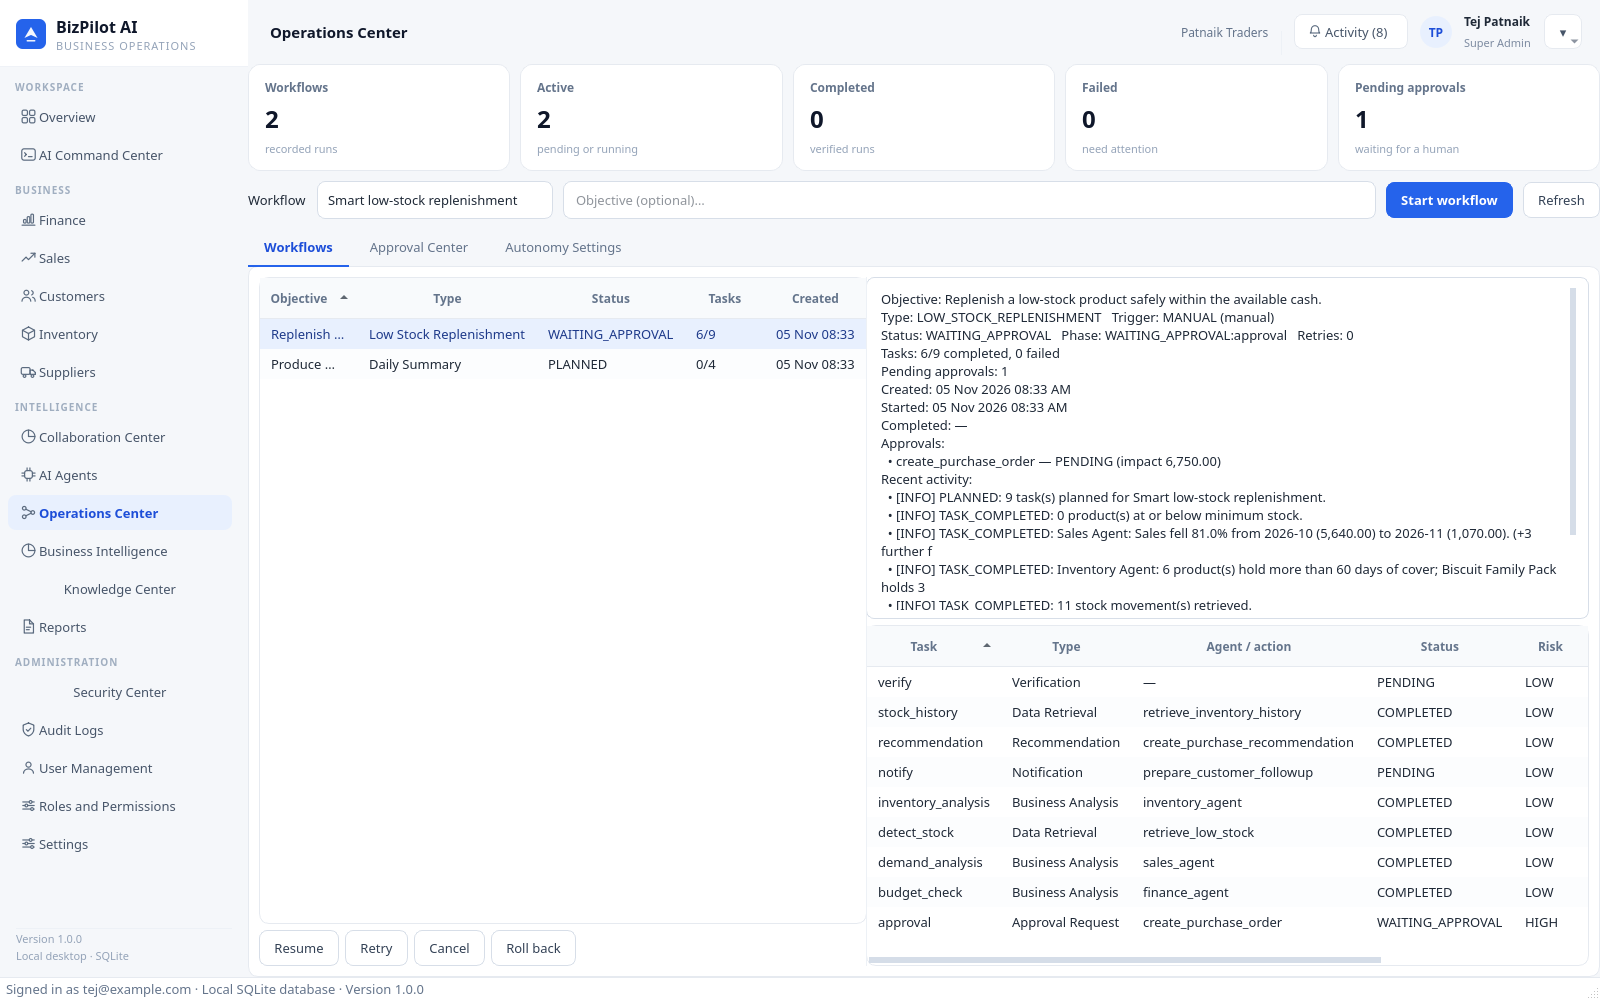 BizPilot AI
BUSINESS OPERATIONS
WORKSPACE
Overview
AI Command Center
BUSINESS
Finance
Sales
Customers
Inventory
Suppliers
INTELLIGENCE
Collaboration Center
AI Agents
Operations Center
Business Intelligence
Knowledge Center
Reports
ADMINISTRATION
Security Center
Audit Logs
User Management
Roles and Permissions
Settings
Version 1.0.0
Local desktop · SQLite
Operations Center
Patnaik Traders
Activity (8)
TP
Tej Patnaik
Super Admin
Workflows
2
recorded runs
Active
2
pending or running
Completed
0
verified runs
Failed
0
need attention
Pending approvals
1
waiting for a human
Workflow
Smart low-stock replenishment
Objective (optional)...
Start workflow
Refresh
Workflows
Approval Center
Autonomy Settings
Objective Type Status Tasks Created
Replenish ... Low Stock Replenishment WAITING_APPROVAL 6/9 05 Nov 08:33
Produce ... Daily Summary PLANNED 0/4 05 Nov 08:33
Resume
Retry
Cancel
Roll back
Objective: Replenish a low-stock product safely within the available cash.
Type: LOW_STOCK_REPLENISHMENT Trigger: MANUAL (manual)
Status: WAITING_APPROVAL Phase: WAITING_APPROVAL:approval Retries: 0
Tasks: 6/9 completed, 0 failed
Pending approvals: 1
Created: 05 Nov 2026 08:33 AM
Started: 05 Nov 2026 08:33 AM
Completed: —
Approvals:
• create_purchase_order — PENDING (impact 6,750.00)
Recent activity:
• [INFO] PLANNED: 9 task(s) planned for Smart low-stock replenishment.
• [INFO] TASK_COMPLETED: 0 product(s) at or below minimum stock.
• [INFO] TASK_COMPLETED: Sales Agent: Sales fell 81.0% from 2026-10 (5,640.00) to 2026-11 (1,070.00). (+3
further f
• [INFO] TASK_COMPLETED: Inventory Agent: 6 product(s) hold more than 60 days of cover; Biscuit Family Pack
holds 3
• [INFO] TASK_COMPLETED: 11 stock movement(s) retrieved.
Task Type Agent / action Status Risk
verify Verification — PENDING LOW
stock_history Data Retrieval retrieve_inventory_history COMPLETED LOW
recommendation Recommendation create_purchase_recommendation COMPLETED LOW
notify Notification prepare_customer_followup PENDING LOW
inventory_analysis Business Analysis inventory_agent COMPLETED LOW
detect_stock Data Retrieval retrieve_low_stock COMPLETED LOW
demand_analysis Business Analysis sales_agent COMPLETED LOW
budget_check Business Analysis finance_agent COMPLETED LOW
approval Approval Request create_purchase_order WAITING_APPROVAL HIGH
Signed in as tej@example.com · Local SQLite database · Version 1.0.0